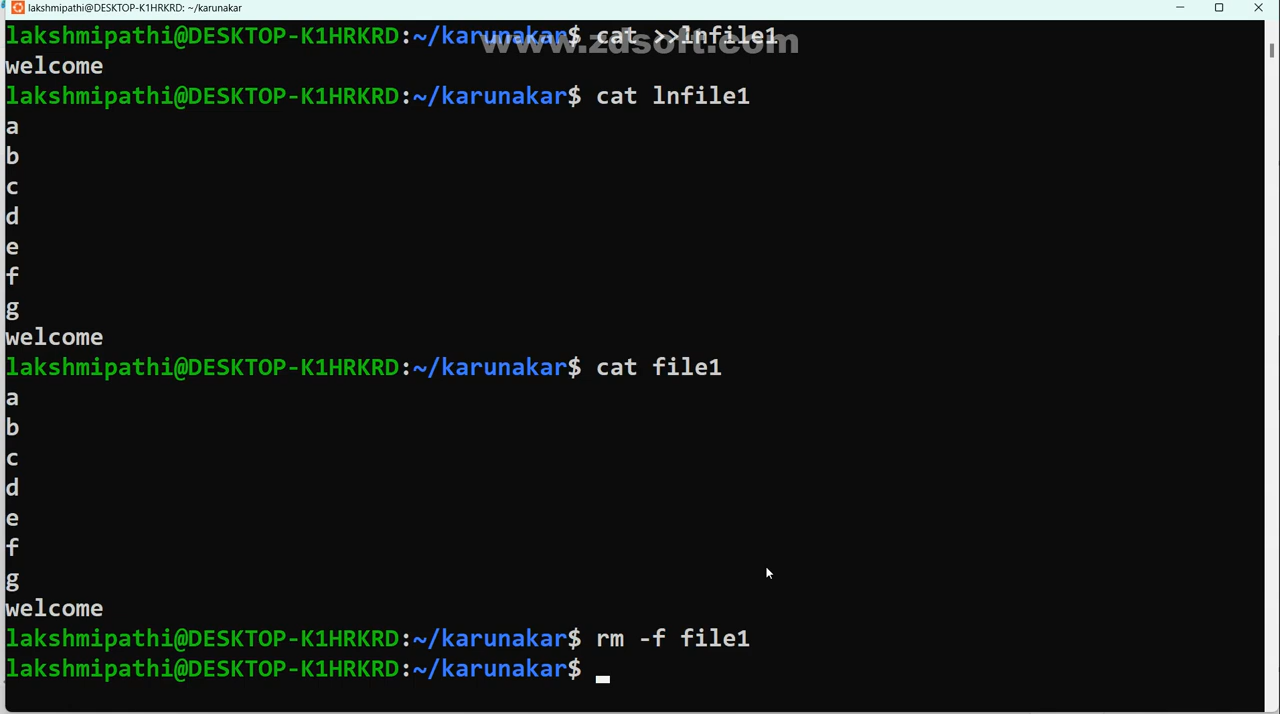 lakshmipathi@DESKTOP-K1HRKRD: ~/karunakar
lakshmipathi@DESKTOP-K1HRKRD:~/karunakar$ cat >>lnfile1
www.zdsoft.com
welcome
lakshmipathi@DESKTOP-K1HRKRD:~/karunakar$ cat lnfile1
a
b
c
d
e
f
g
welcome
lakshmipathi@DESKTOP-K1HRKRD:~/karunakar$ cat file1
a
b
c
d
e
f
g
welcome
lakshmipathi@DESKTOP-K1HRKRD:~/karunakar$ rm -f file1
lakshmipathi@DESKTOP-K1HRKRD:~/karunakar$